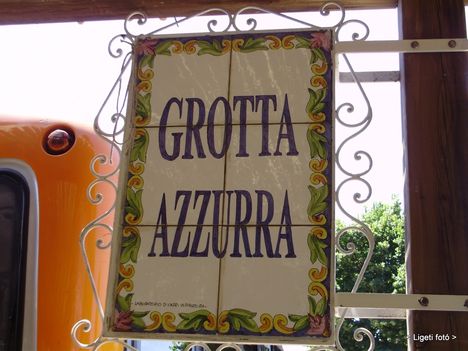 GROTTA
AZZURRA
< Ligeti fotó >